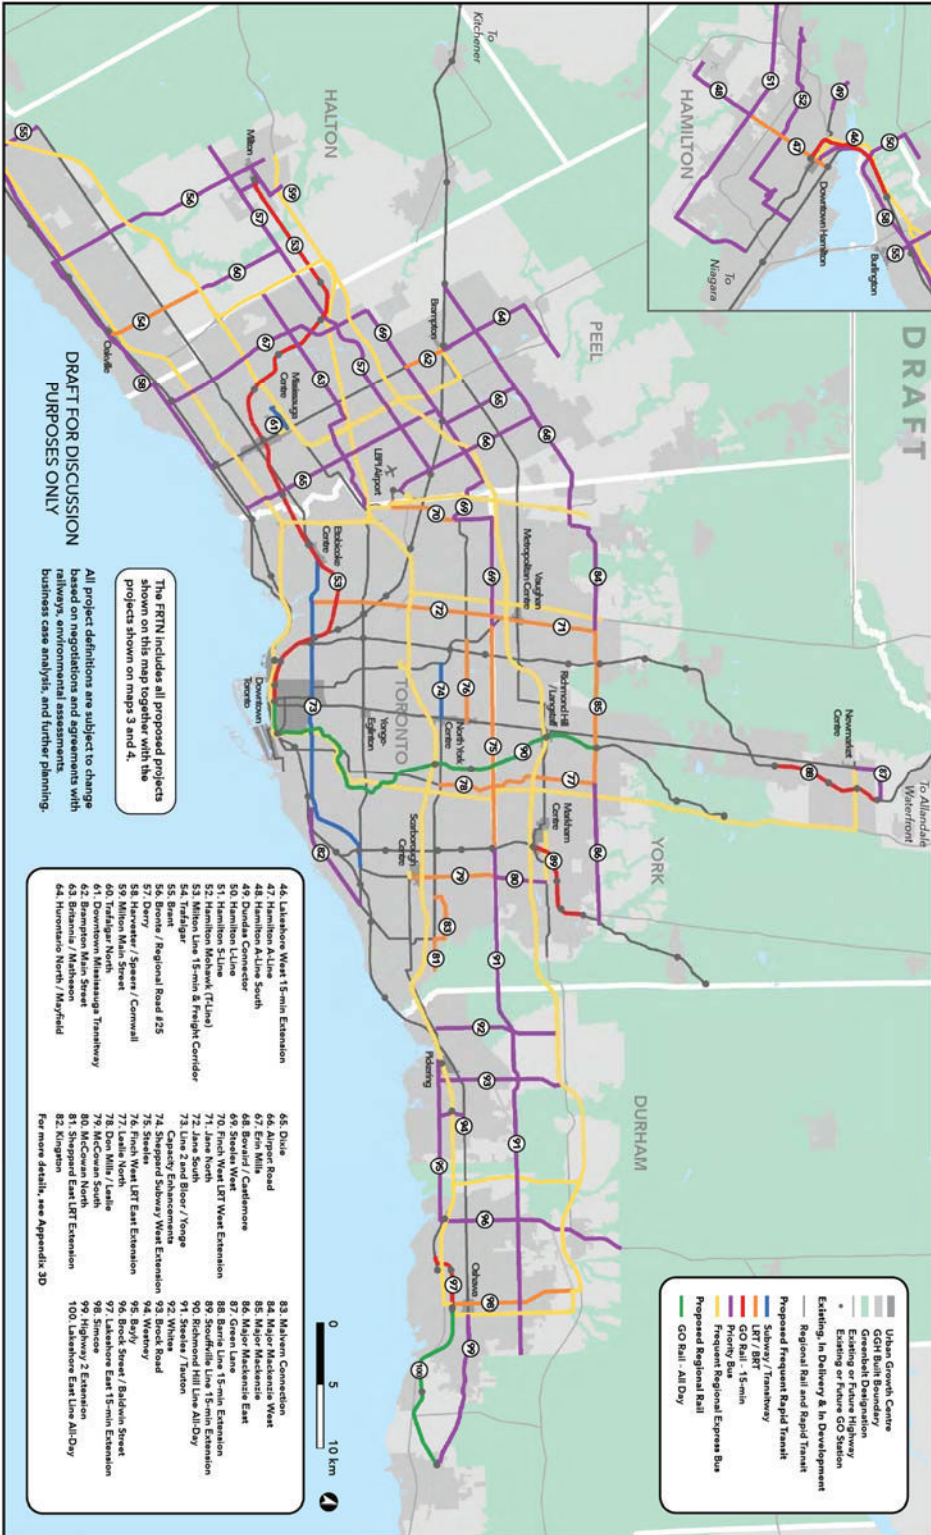 DRAFT
To Kitchener
HALTON
PEEL
YORK
DURHAM
TORONTO
HAMILTON
To Niagara
To Allandale Waterfront
Downtown Hamilton
Burlington
Milton
Oakville
Brampton
Mississauga Centre
LBPI Airport
Etobicoke Centre
Vaughan Metropolitan Centre
Richmond Hill / Langstaff
Newmarket Centre
Downtown Toronto
Yonge-Eglinton
North York Centre
Scarborough Centre
Markham Centre
Pickering
Oshawa
DRAFT FOR DISCUSSION
PURPOSES ONLY
All project definitions are subject to change
based on negotiations and agreements with
railways, environmental assessments,
business case analysis, and further planning.
The FRTN includes all proposed projects
shown on this map together with the
projects shown on maps 3 and 4.
46. Lakeshore West 15-min Extension
47. Hamilton A-Line
48. Hamilton A-Line South
49. Dundas Connector
50. Hamilton L-Line
51. Hamilton S-Line
52. Hamilton Mohawk (T-Line)
53. Milton Line 15-min & Freight Corridor
54. Trafalgar
55. Brant
56. Bronte / Regional Road #25
57. Derry
58. Harvester / Speers / Cornwall
59. Milton Main Street
60. Trafalgar North
61. Downtown Mississauga Transitway
62. Brampton Main Street
63. Britannia / Matheson
64. Hurontario North / Mayfield
65. Dixie
66. Airport Road
67. Erin Mills
68. Bovaird / Castlemore
69. Steeles West
70. Finch West LRT West Extension
71. Jane North
72. Jane South
73. Line 2 and Bloor / Yonge
Capacity Enhancements
74. Sheppard Subway West Extension
75. Steeles
76. Finch West LRT East Extension
77. Leslie North
78. Don Mills / Leslie
79. McCowan South
80. McCowan North
81. Sheppard East LRT Extension
82. Kingston
83. Malvern Connection
84. Major Mackenzie West
85. Major Mackenzie
86. Major Mackenzie East
87. Green Lane
88. Barrie Line 15-min Extension
89. Stouffville Line 15-min Extension
90. Richmond Hill Line All-Day
91. Steeles / Taunton
92. Whites
93. Brock Road
94. Westney
95. Bayly
96. Brock Street / Baldwin Street
97. Lakeshore East 15-min Extension
98. Simcoe
99. Highway 2 Extension
100. Lakeshore East Line All-Day
For more details, see Appendix 3D
0 5 10 km
Urban Growth Centre
GGH Built Boundary
Greenbelt Designation
Existing or Future Highway
Existing or Future GO Station
Existing, In Delivery & In Development
Regional Rail and Rapid Transit
Proposed Frequent Rapid Transit
Subway / Transitway
LRT / BRT
GO Rail - 15-min
Priority Bus
Frequent Regional Express Bus
Proposed Regional Rail
GO Rail - All Day